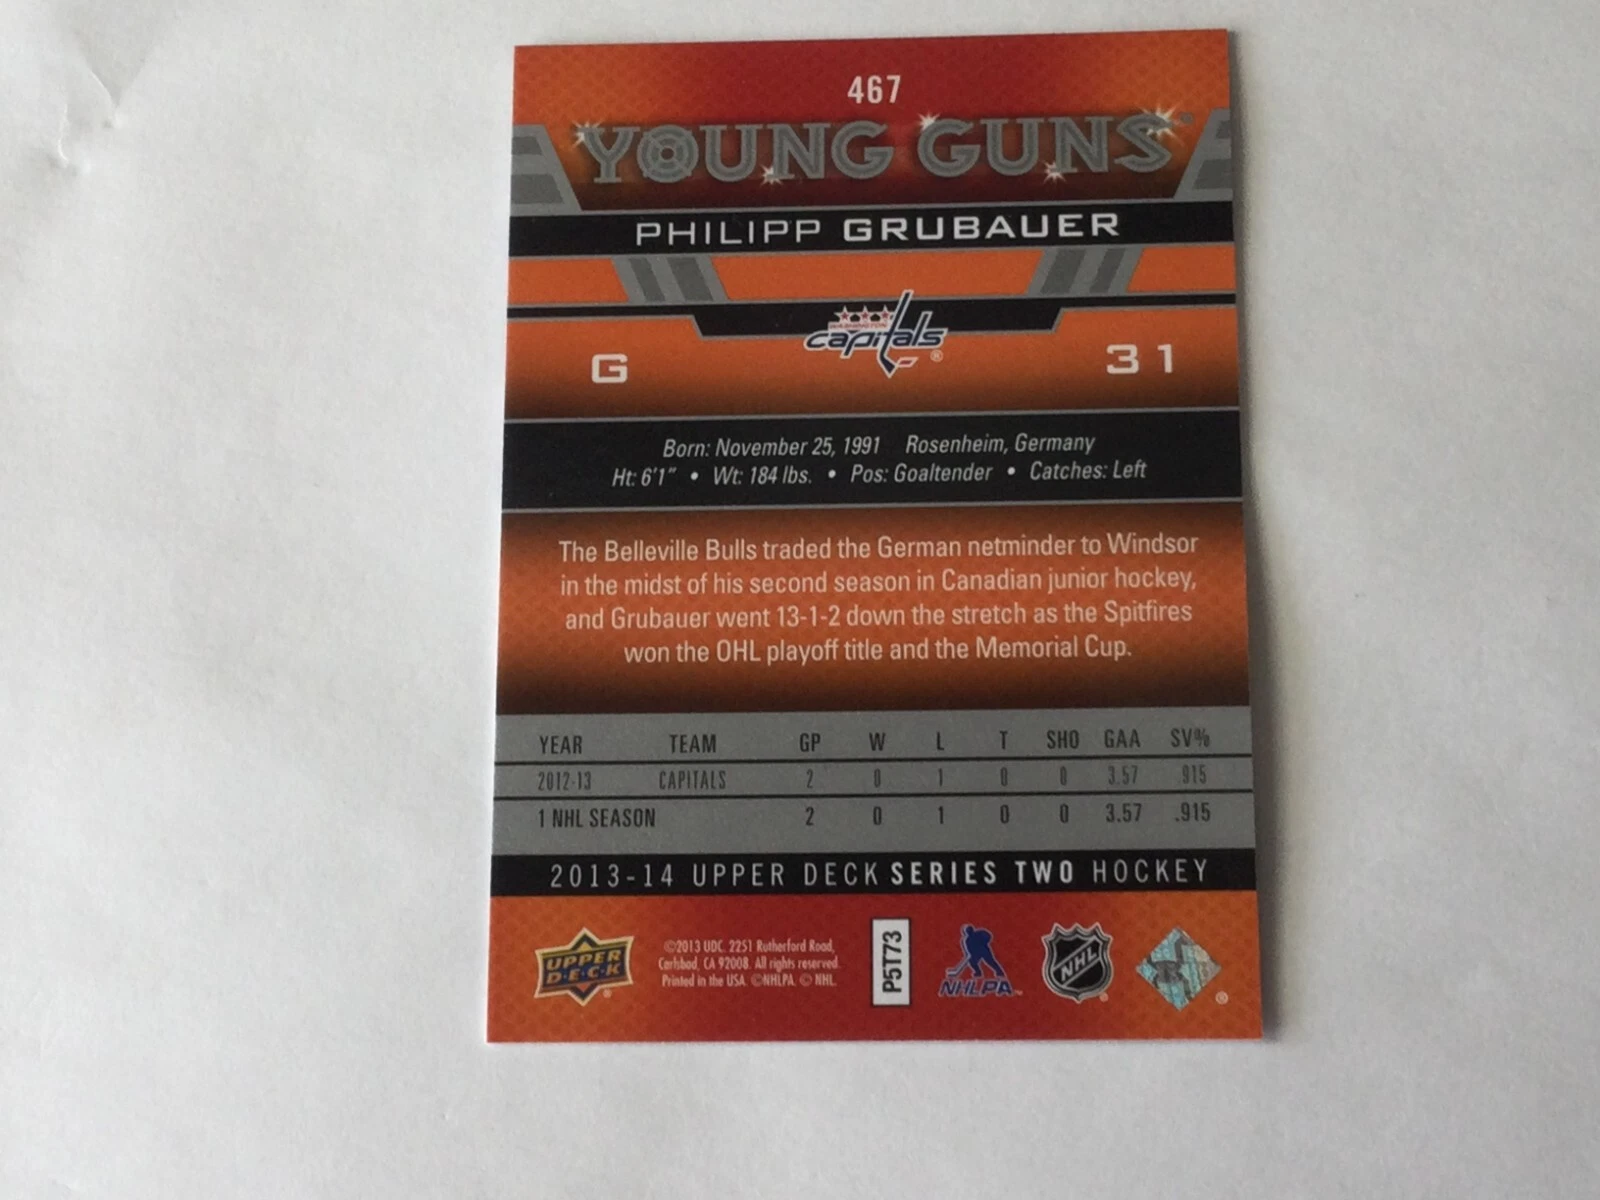 467
YOUNG GUNS
PHILIPP GRUBAUER
WASHINGTON
capitals ®
G 31
Born: November 25, 1991 Rosenheim, Germany
Ht: 6'1" • Wt: 184 lbs. • Pos: Goaltender • Catches: Left
The Belleville Bulls traded the German netminder to Windsor
in the midst of his second season in Canadian junior hockey,
and Grubauer went 13-1-2 down the stretch as the Spitfires
won the OHL playoff title and the Memorial Cup.
YEAR TEAM GP W L T SHO GAA SV%
2012-13 CAPITALS 2 0 1 0 0 3.57 .915
1 NHL SEASON 2 0 1 0 0 3.57 .915
2013-14 UPPER DECK SERIES TWO HOCKEY
UPPER
DECK ®
©2013 UDC. 2251 Rutherford Road,
Carlsbad, CA 92008. All rights reserved.
Printed in the USA. ©NHLPA. © NHL.
P5T73
NHLPA™
NHL ®
®